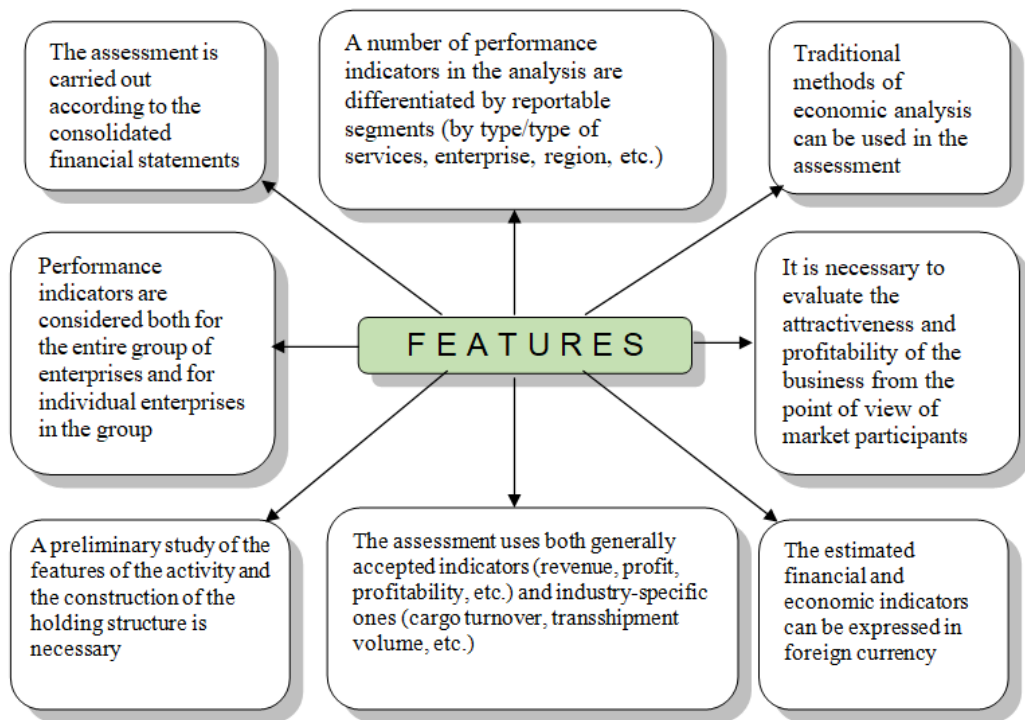 The assessment is
carried out
according to the
consolidated
financial statements
A number of performance
indicators in the analysis are
differentiated by reportable
segments (by type/type of
services, enterprise, region, etc.)
Traditional
methods of
economic analysis
can be used in the
assessment
Performance
indicators are
considered both for
the entire group of
enterprises and for
individual enterprises
in the group
F E A T U R E S
It is necessary to
evaluate the
attractiveness and
profitability of the
business from the
point of view of
market participants
A preliminary study of the
features of the activity and
the construction of the
holding structure is
necessary
The assessment uses both generally
accepted indicators (revenue, profit,
profitability, etc.) and industry-specific
ones (cargo turnover, transshipment
volume, etc.)
The estimated
financial and
economic indicators
can be expressed in
foreign currency